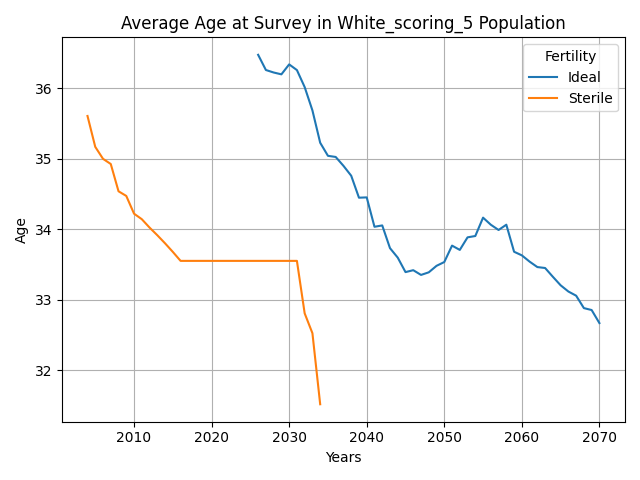 Average Age at Survey in White_scoring_5 Population
Fertility
Ideal
Sterile
36
35
34
33
32
Age
2010 2020 2030 2040 2050 2060 2070
Years